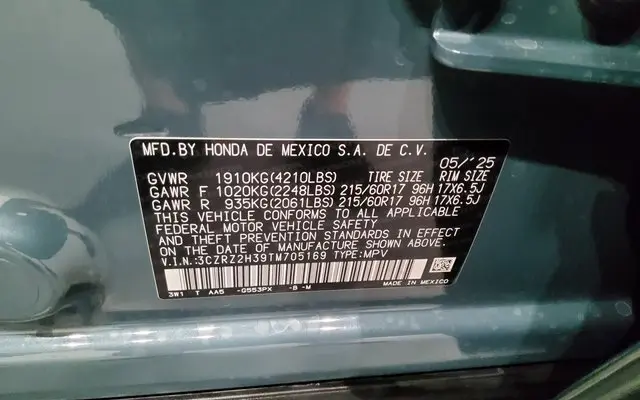 MFD.BY HONDA DE MEXICO S.A. DE C.V.
05/'25
GVWR 1910KG(4210LBS) TIRE SIZE RIM SIZE
GAWR F 1020KG(2248LBS) 215/60R17 96H 17X6.5J
GAWR R 935KG(2061LBS) 215/60R17 96H 17X6.5J
THIS VEHICLE CONFORMS TO ALL APPLICABLE
FEDERAL MOTOR VEHICLE SAFETY
AND THEFT PREVENTION STANDARDS IN EFFECT
ON THE DATE OF MANUFACTURE SHOWN ABOVE.
V.I.N:3CZRZ2H39TM705169 TYPE:MPV
3W1 T AA5 -G553PX -B -M MADE IN MEXICO